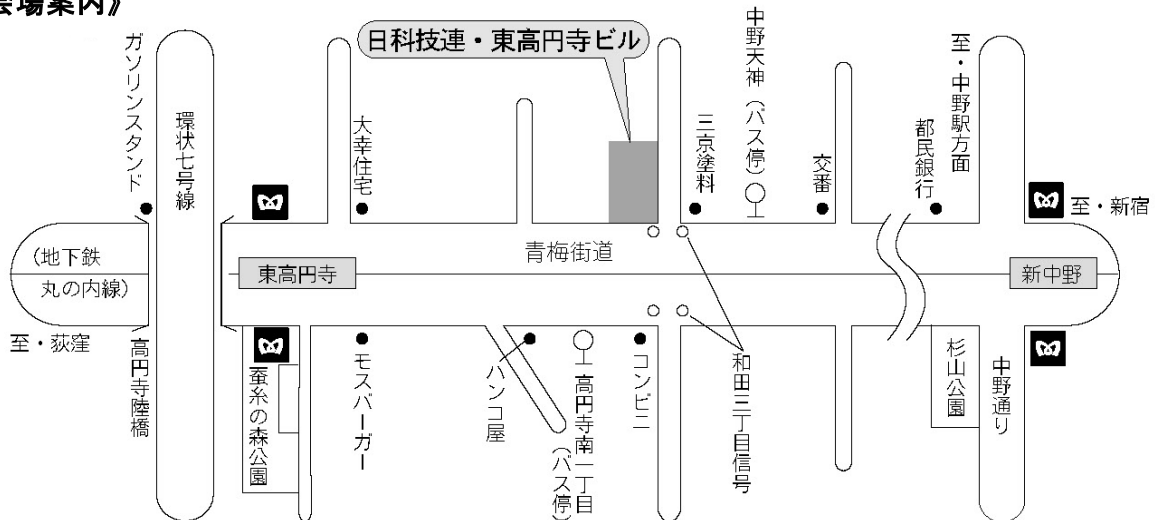 会場案内》
日科技連・東高円寺ビル
ガソリンスタンド
環状七号線
大幸住宅
三京塗料
中野天神（バス停）
交番
都民銀行
至・中野駅方面
至・新宿
青梅街道
（地下鉄
丸の内線）
東高円寺
新中野
至・荻窪
高円寺陸橋
蚕糸の森公園
モスバーガー
ハンコ屋
高円寺南一丁目
（バス停）
コンビニ
和田三丁目信号
杉山公園
中野通り